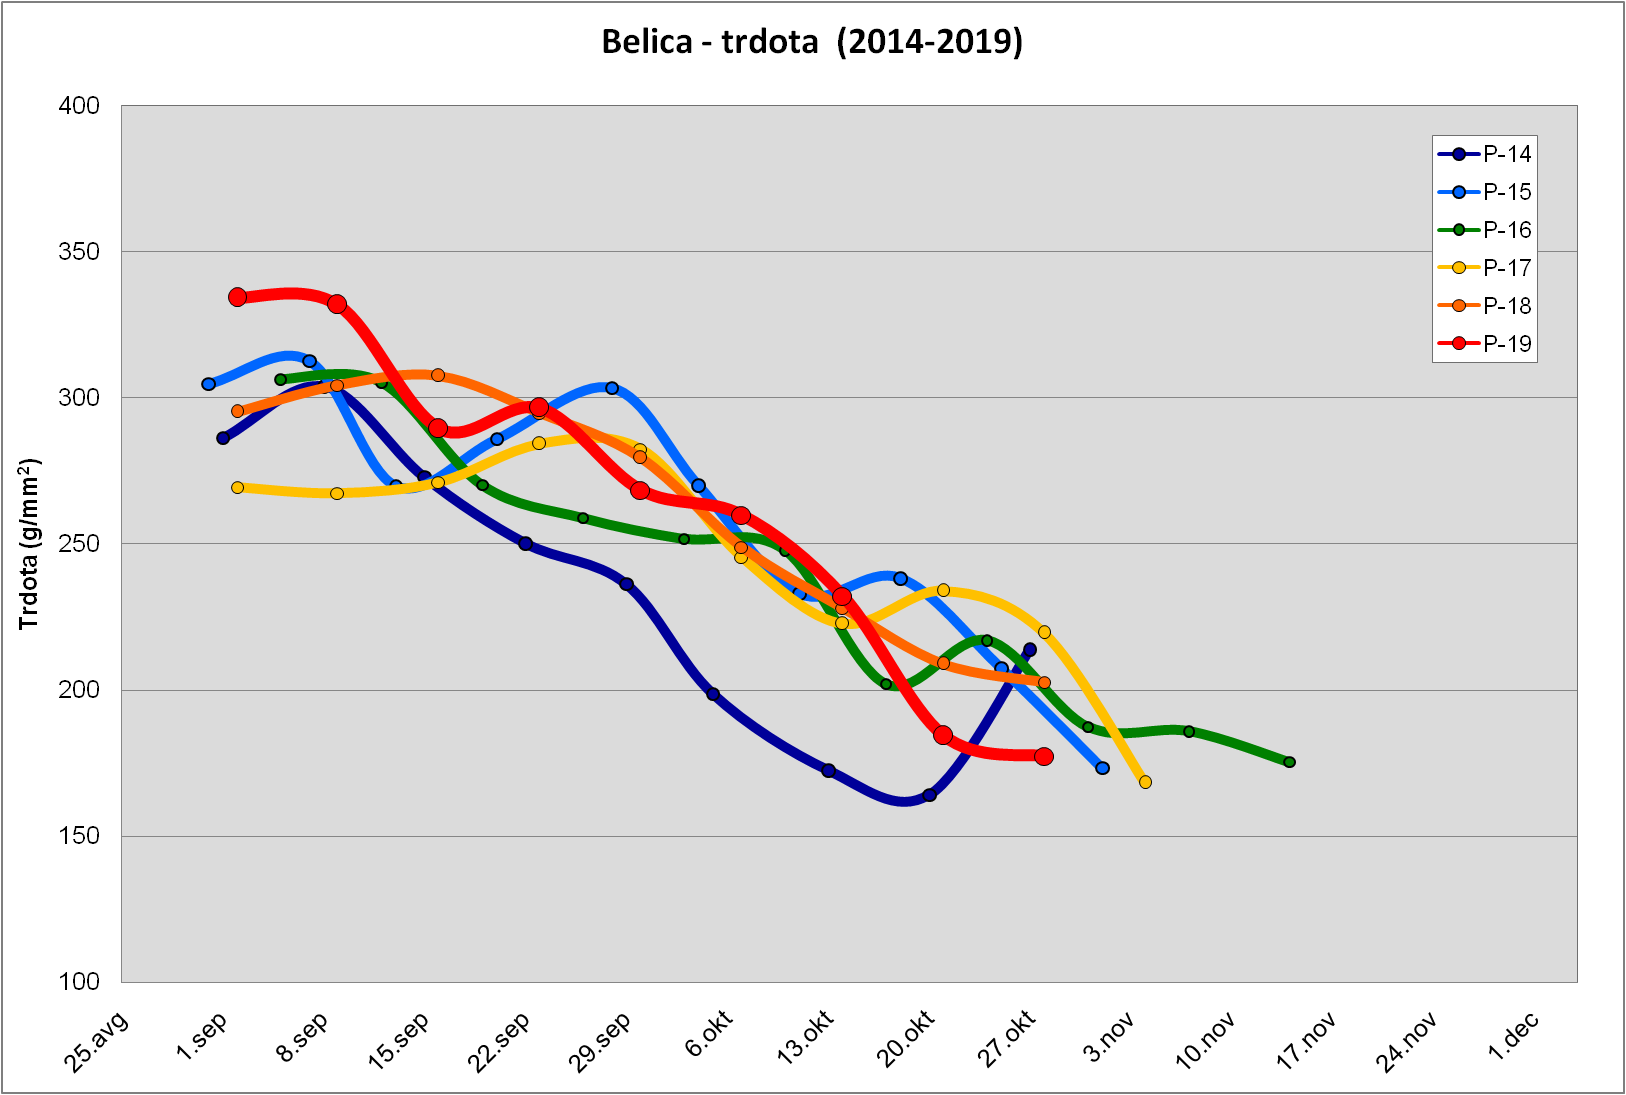 Belica - trdota  (2014-2019)
400
350
300
250
200
150
100
Trdota (g/mm²)
P-14
P-15
P-16
P-17
P-18
P-19
25.avg
1.sep
8.sep
15.sep
22.sep
29.sep
6.okt
13.okt
20.okt
27.okt
3.nov
10.nov
17.nov
24.nov
1.dec